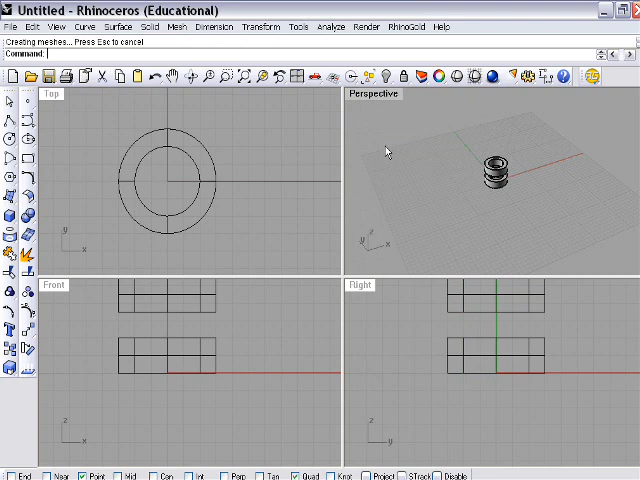 Untitled - Rhinoceros (Educational)
File Edit View Curve Surface Solid Mesh Dimension Transform Tools Analyze Render RhinoGold Help
Creating meshes... Press Esc to cancel
Command:
Top
Perspective
y
x
z
y
x
Front
Right
z
x
z
y
End Near Point Mid Cen Int Perp Tan Quad Knot Project STrack Disable